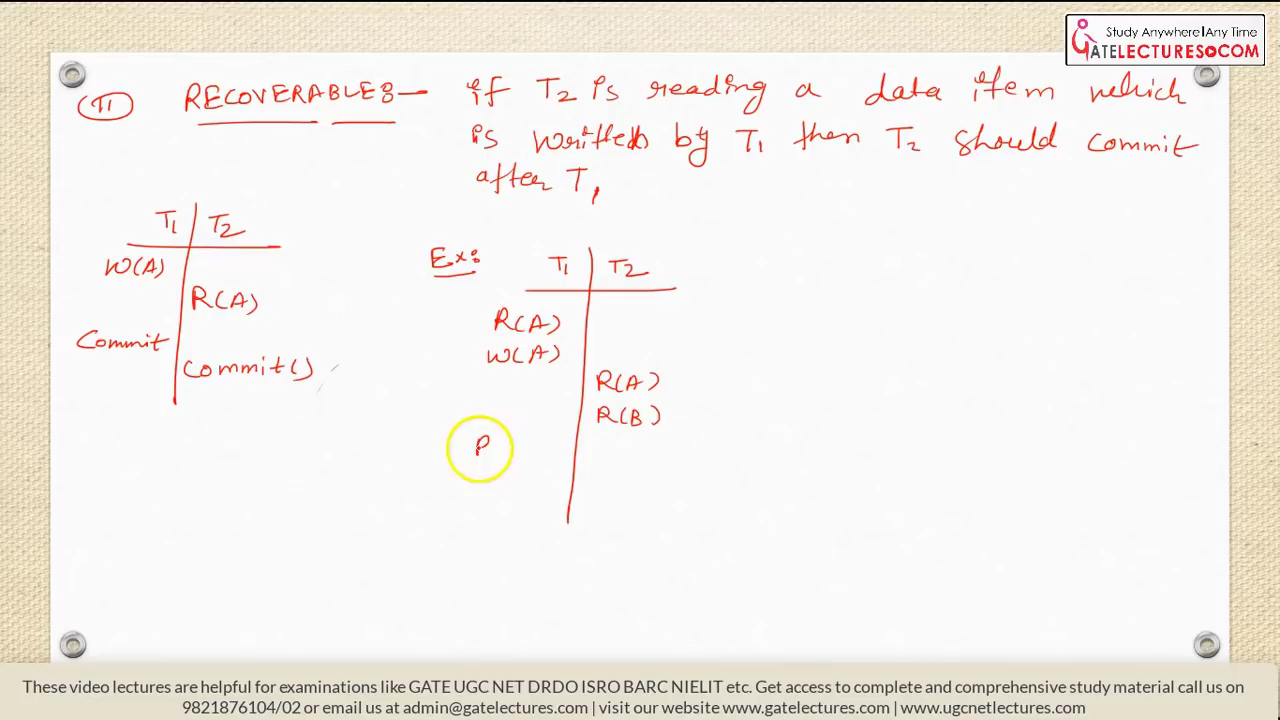 Study Anywhere Any Time
GATELECTURES.COM
(II) RECOVERABLE:- if T2 is reading a data item which
is written by T1 then T2 should commit
after T1
T1 T2
W(A)
R(A)
Commit
Commit()
Ex:
T1 T2
R(A)
W(A)
R(A)
R(B)
These video lectures are helpful for examinations like GATE UGC NET DRDO ISRO BARC NIELIT etc. Get access to complete and comprehensive study material call us on
9821876104/02 or email us at admin@gatelectures.com | visit our website www.gatelectures.com | www.ugcnetlectures.com